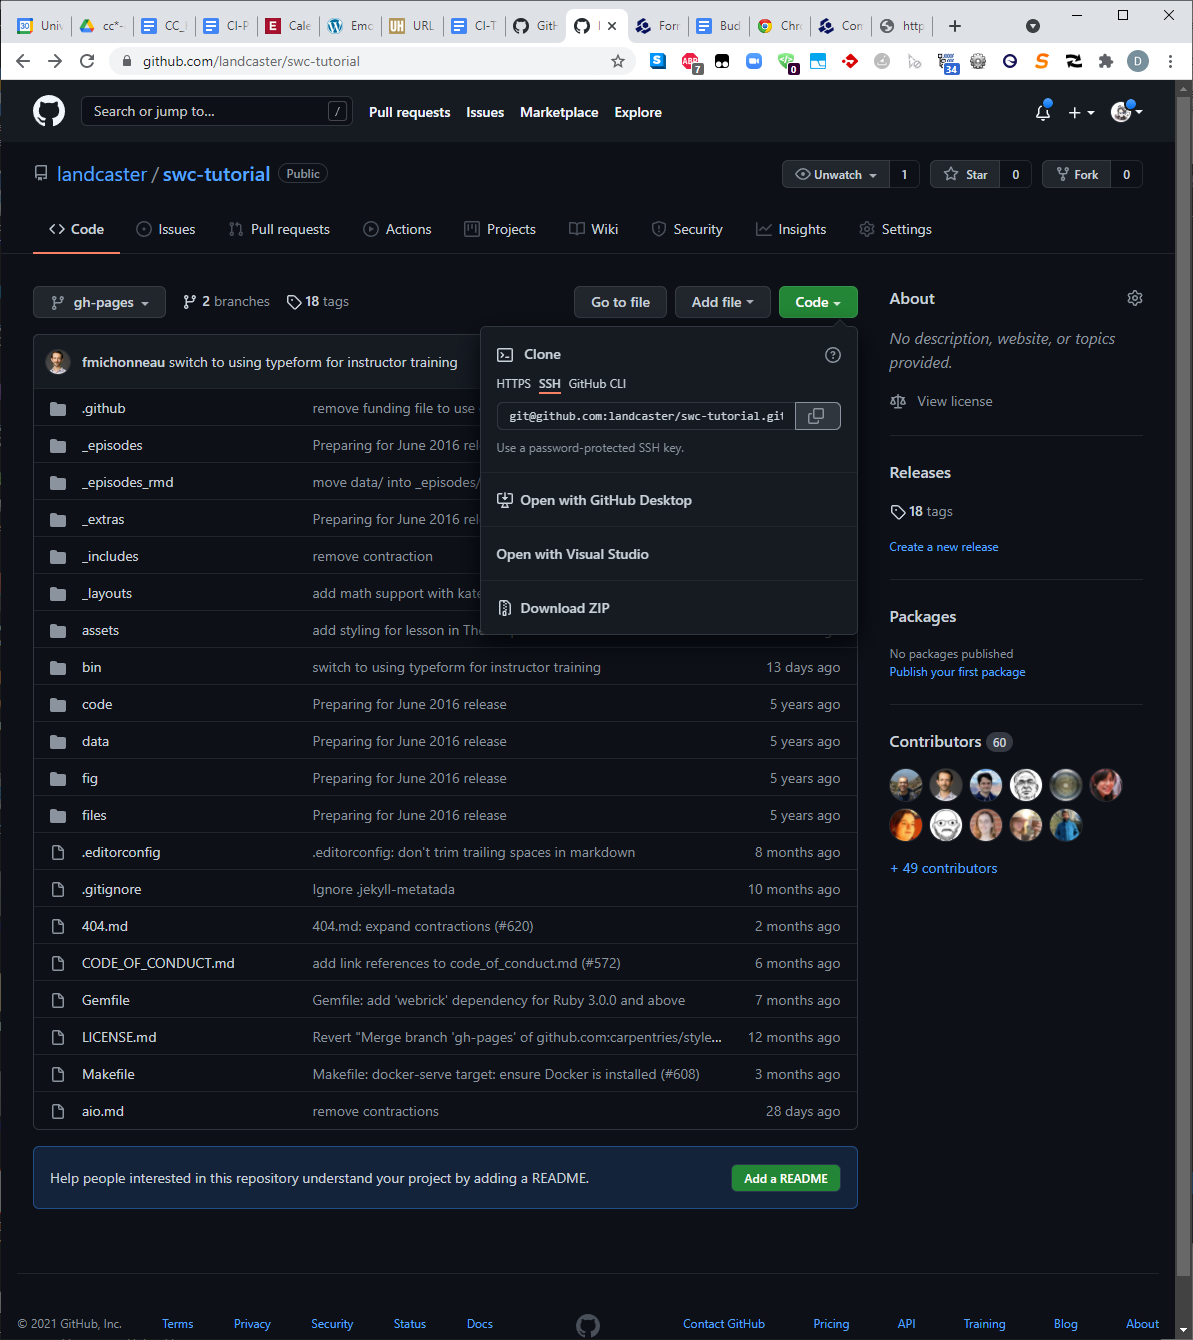 Univ
cc*-
CC_
CI-P
Cale
Emc
URL
CI-T
GitH
Forr
Bud
Chrc
Con
http
github.com/landcaster/swc-tutorial
7
0
34
D
Search or jump to...
/
Pull requests
Issues
Marketplace
Explore
landcaster / swc-tutorial
Public
Unwatch
1
Star
0
Fork
0
Code
Issues
Pull requests
Actions
Projects
Wiki
Security
Insights
Settings
gh-pages
2 branches
18 tags
Go to file
Add file
Code
fmichonneau switch to using typeform for instructor training
Clone
HTTPS SSH GitHub CLI
git@github.com:landcaster/swc-tutorial.git
Use a password-protected SSH key.
Open with GitHub Desktop
Open with Visual Studio
Download ZIP
.github remove funding file to use
_episodes Preparing for June 2016 rel
_episodes_rmd move data/ into _episodes/
_extras Preparing for June 2016 rel
_includes remove contraction
_layouts add math support with kate
assets add styling for lesson in The
bin switch to using typeform for instructor training 13 days ago
code Preparing for June 2016 release 5 years ago
data Preparing for June 2016 release 5 years ago
fig Preparing for June 2016 release 5 years ago
files Preparing for June 2016 release 5 years ago
.editorconfig .editorconfig: don't trim trailing spaces in markdown 8 months ago
.gitignore Ignore .jekyll-metatada 10 months ago
404.md 404.md: expand contractions (#620) 2 months ago
CODE_OF_CONDUCT.md add link references to code_of_conduct.md (#572) 6 months ago
Gemfile Gemfile: add 'webrick' dependency for Ruby 3.0.0 and above 7 months ago
LICENSE.md Revert "Merge branch 'gh-pages' of github.com:carpentries/style... 12 months ago
Makefile Makefile: docker-serve target: ensure Docker is installed (#608) 3 months ago
aio.md remove contractions 28 days ago
Help people interested in this repository understand your project by adding a README.
Add a README
About
No description, website, or topics
provided.
View license
Releases
18 tags
Create a new release
Packages
No packages published
Publish your first package
Contributors 60
+ 49 contributors
© 2021 GitHub, Inc.
Terms
Privacy
Security
Status
Docs
Contact GitHub
Pricing
API
Training
Blog
About